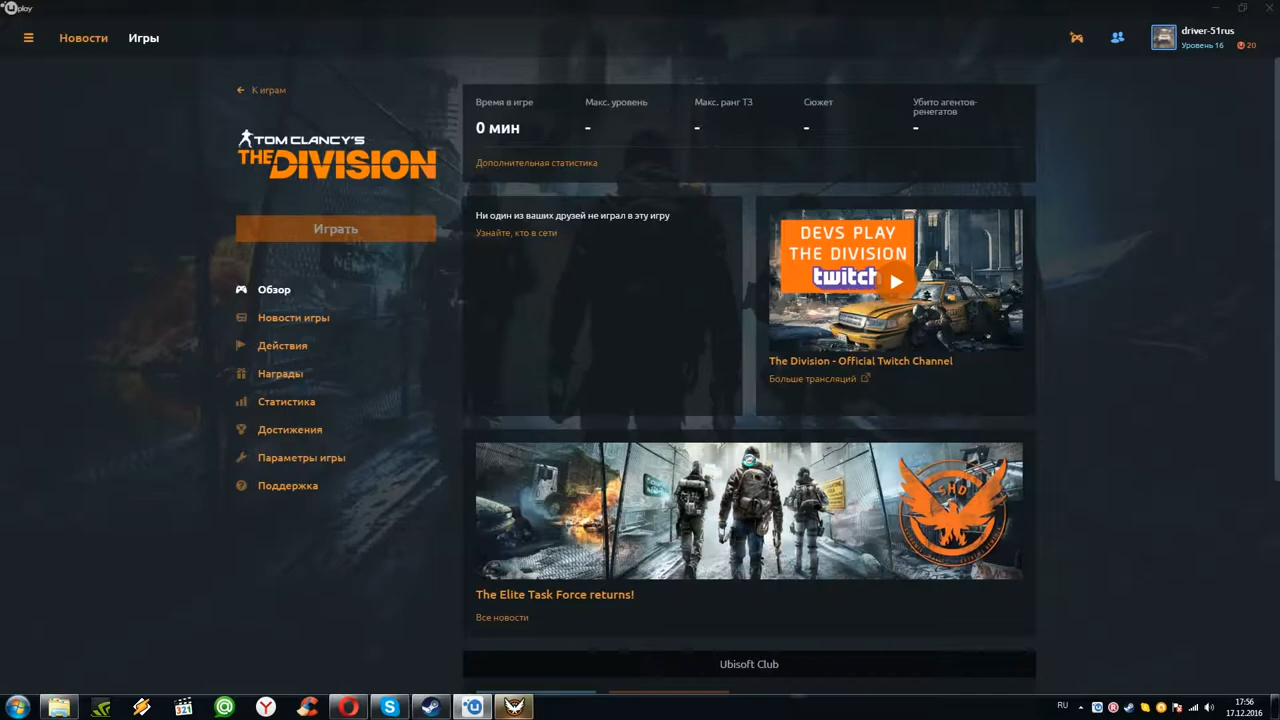 uplay
Новости
Игры
driver-51rus
Уровень 16
20
К играм
TOM CLANCY'S
THE DIVISION
Играть
Обзор
Новости игры
Действия
Награды
Статистика
Достижения
Параметры игры
Поддержка
Время в игре
0 мин
Макс. уровень
-
Макс. ранг ТЗ
-
Сюжет
-
Убито агентов-
ренегатов
-
Дополнительная статистика
Ни один из ваших друзей не играл в эту игру
Узнайте, кто в сети
DEVS PLAY
THE DIVISION
twitch
The Division - Official Twitch Channel
Больше трансляций
SHD
The Elite Task Force returns!
Все новости
Ubisoft Club
321
RU
17:56
17.12.2016